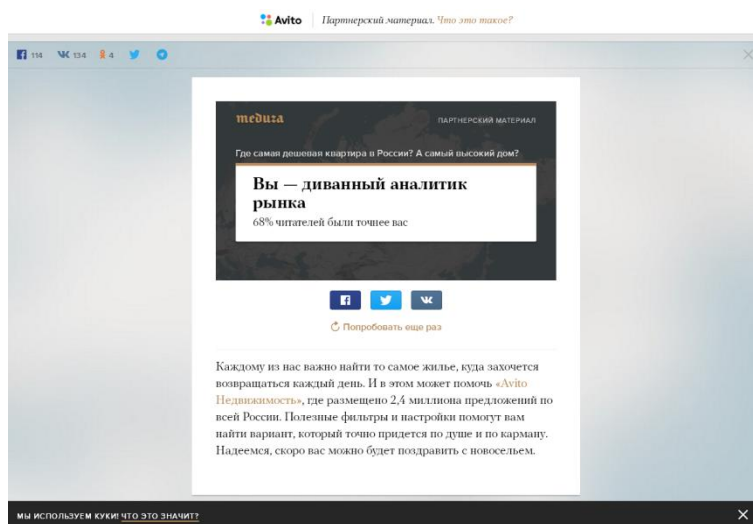 Avito
Партнерский материал. Что это такое?
114 134 4
meduza
ПАРТНЕРСКИЙ МАТЕРИАЛ
Где самая дешевая квартира в России? А самый высокий дом?
Вы — диванный аналитик
рынка
68% читателей были точнее вас
Попробовать еще раз
Каждому из нас важно найти то самое жилье, куда захочется
возвращаться каждый день. И в этом может помочь «Avito
Недвижимость», где размещено 2,4 миллиона предложений по
всей России. Полезные фильтры и настройки помогут вам
найти вариант, который точно придется по душе и по карману.
Надеемся, скоро вас можно будет поздравить с новосельем.
МЫ ИСПОЛЬЗУЕМ КУКИ! ЧТО ЭТО ЗНАЧИТ?